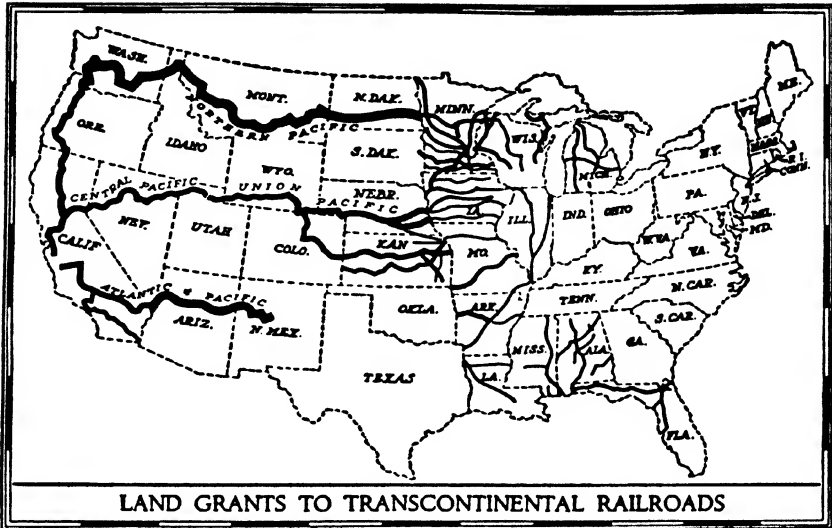 WASH.
MONT.
N. DAK.
MINN.
ME.
NORTHERN PACIFIC
ORE.
IDAHO
WYO.
S. DAK.
WIS.
MICH.
N.Y.
VT.
MASS.
R. I.
CONN.
CENTRAL PACIFIC
UNION PACIFIC
NEBR.
IA.
ILL.
IND.
OHIO
PA.
N.J.
DEL.
MD.
CALIF
NEV.
UTAH
COLO.
KAN
MO.
KY.
W.VA.
VA.
ATLANTIC & PACIFIC
ARIZ.
N. MEX.
OKLA.
ARK.
TENN.
N. CAR.
S. CAR.
TEXAS
LA.
MISS.
ALA.
GA.
FLA.
LAND GRANTS TO TRANSCONTINENTAL RAILROADS